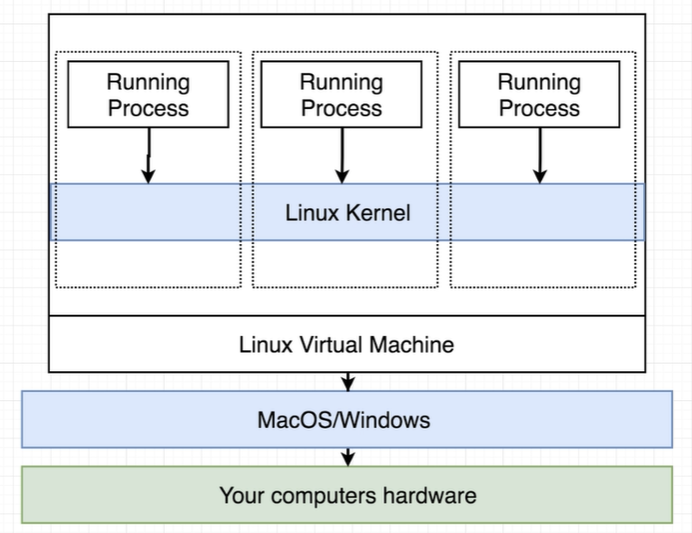 Running Running Running
Process Process Process
Linux Kernel
Linux Virtual Machine
MacOS/Windows
Your computers hardware